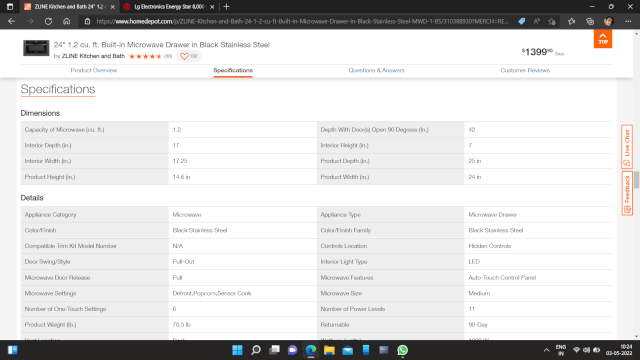 ZLINE Kitchen and Bath 24" 1.2 c
Lg Electronics Energy Star 8,000
https://www.homedepot.com/p/ZLINE-Kitchen-and-Bath-24-1-2-cu-ft-Built-in-Microwave-Drawer-in-Black-Stainless-Steel-MWD-1-BS/310388930?MERCH=RE...
24" 1.2 cu. ft. Built-in Microwave Drawer in Black Stainless Steel
by ZLINE Kitchen and Bath
$1399
TOP
Product Overview
Specifications
Questions & Answers
Customer Reviews
Specifications
Dimensions
Capacity of Microwave (cu. ft.) 1.2 Depth With Door(s) Open 90 Degrees (in.) 42
Interior Depth (in.) 17 Interior Height (in.) 7
Interior Width (in.) 17.25 Product Depth (in.) 25 in
Product Height (in.) 14.6 in Product Width (in.) 24 in
Details
Appliance Category Microwave Appliance Type Microwave Drawer
Color/Finish Black Stainless Steel Color/Finish Family Black Stainless Steel
Compatible Trim Kit Model Number N/A Controls Location Hidden Controls
Door Swing/Style Pull-Out Interior Light Type LED
Microwave Door Release Pull Microwave Features Auto-Touch Control Panel
Microwave Settings Defrost,Popcorn,Sensor Cook Microwave Size Medium
Number of One-Touch Settings 6 Number of Power Levels 11
Product Weight (lb.) 70.5 lb Returnable 90-Day
Live Chat
Feedback
ENG
IN
10:24
03-05-2022